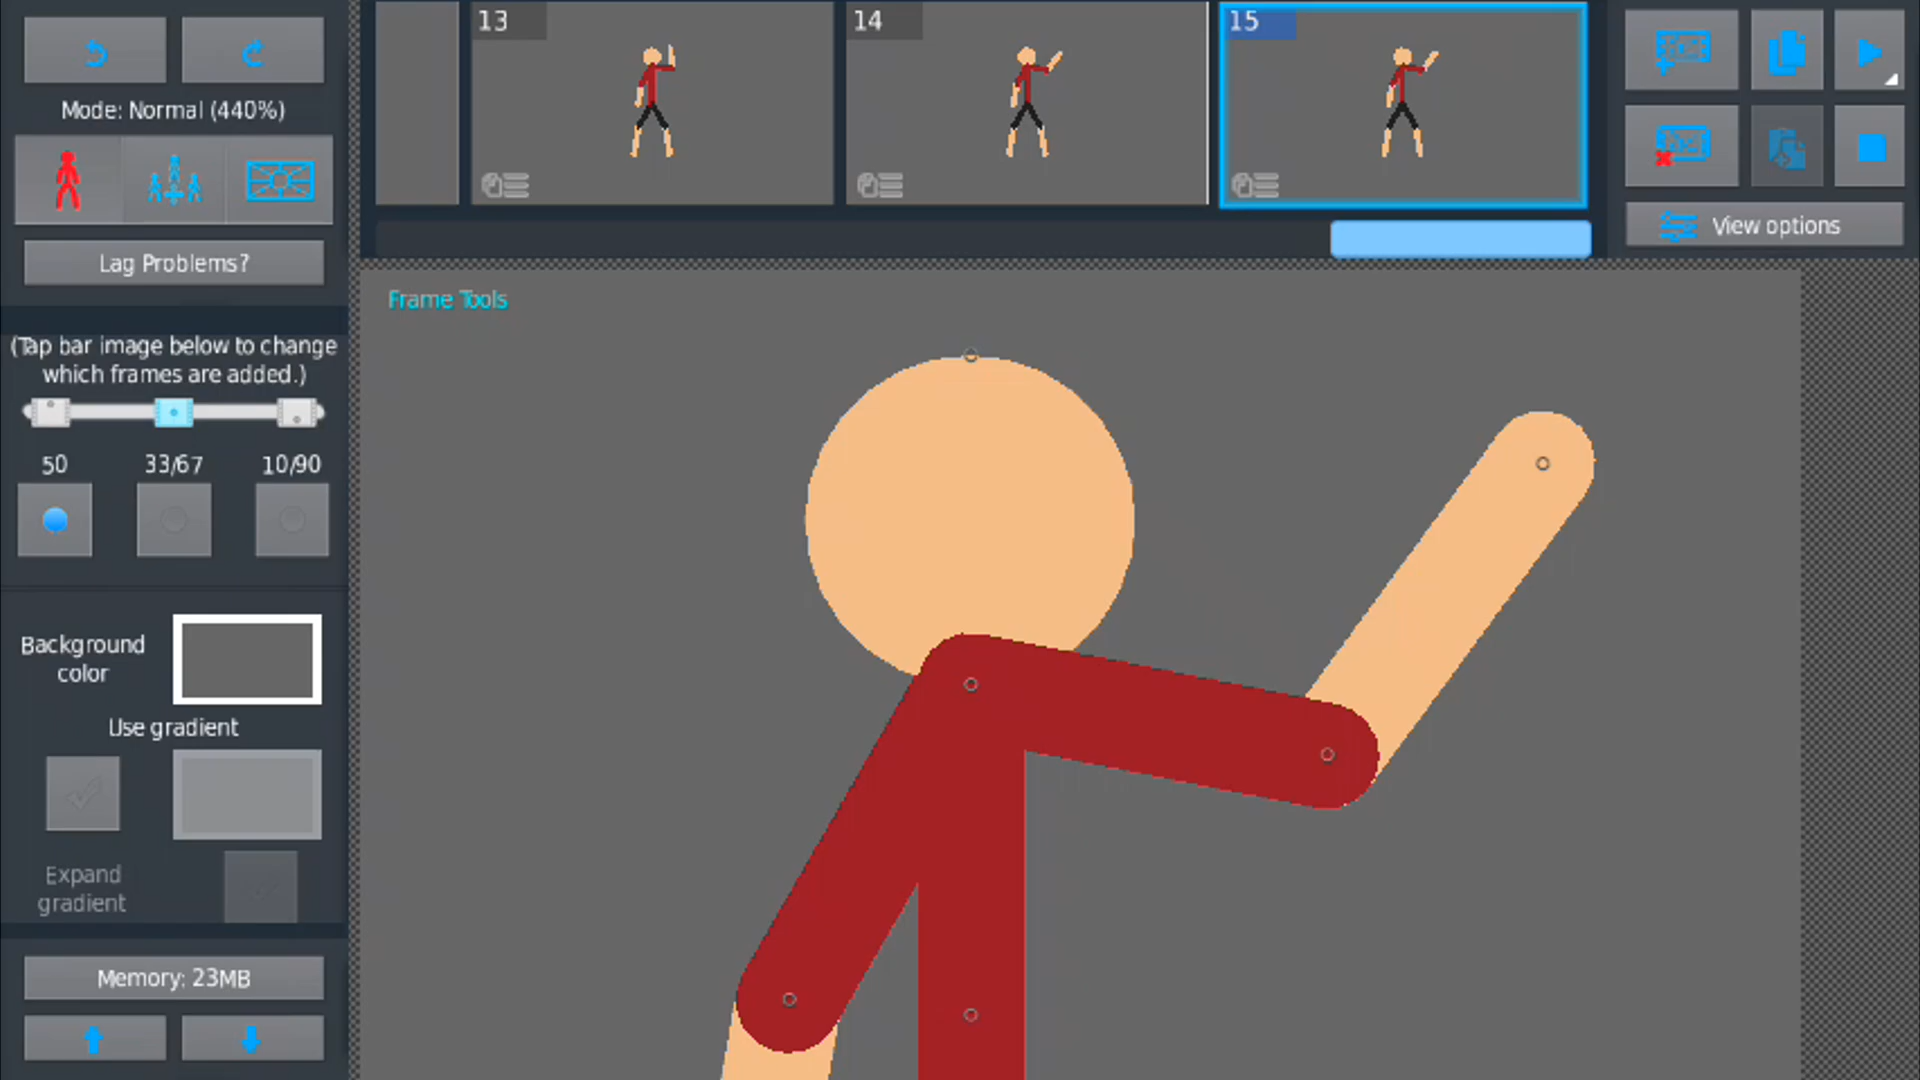 Mode: Normal (440%)
Lag Problems?
(Tap bar image below to change
which frames are added.)
50
33/67
10/90
Background
color
Use gradient
Expand
gradient
Memory: 23MB
13
14
15
View options
Frame Tools